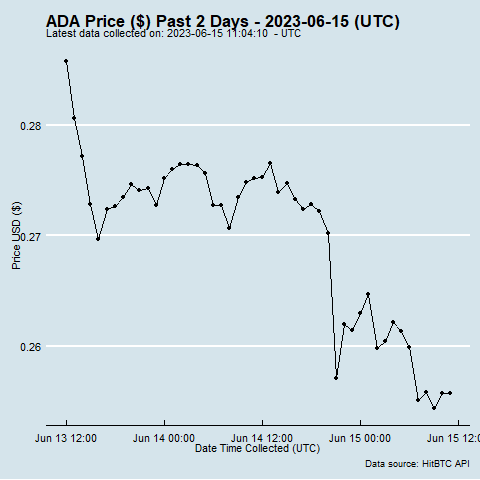 ADA Price ($) Past 2 Days - 2023-06-15 (UTC)
Latest data collected on: 2023-06-15 11:04:10 - UTC
0.28
0.27
0.26
Price USD ($)
Jun 13 12:00 Jun 14 00:00 Jun 14 12:00 Jun 15 00:00 Jun 15 12:
Date Time Collected (UTC)
Data source: HitBTC API